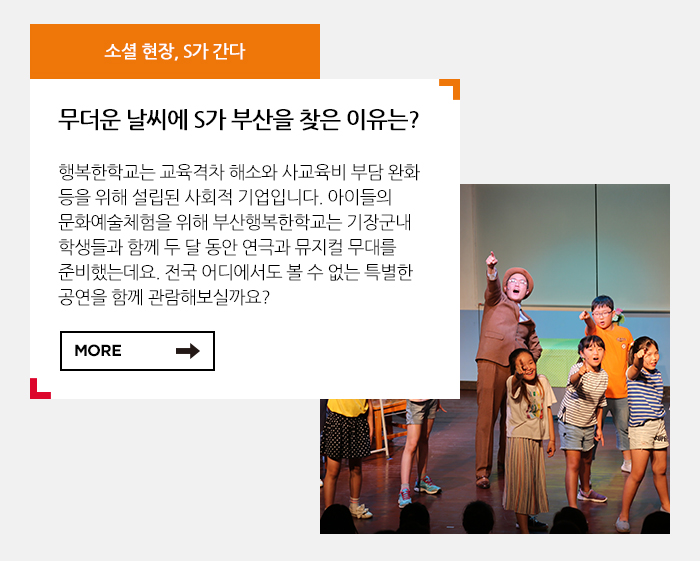 소셜 현장, S가 간다
무더운 날씨에 S가 부산을 찾은 이유는?
행복한학교는 교육격차 해소와 사교육비 부담 완화
등을 위해 설립된 사회적 기업입니다. 아이들의
문화예술체험을 위해 부산행복한학교는 기장군내
학생들과 함께 두 달 동안 연극과 뮤지컬 무대를
준비했는데요. 전국 어디에서도 볼 수 없는 특별한
공연을 함께 관람해보실까요?
MORE